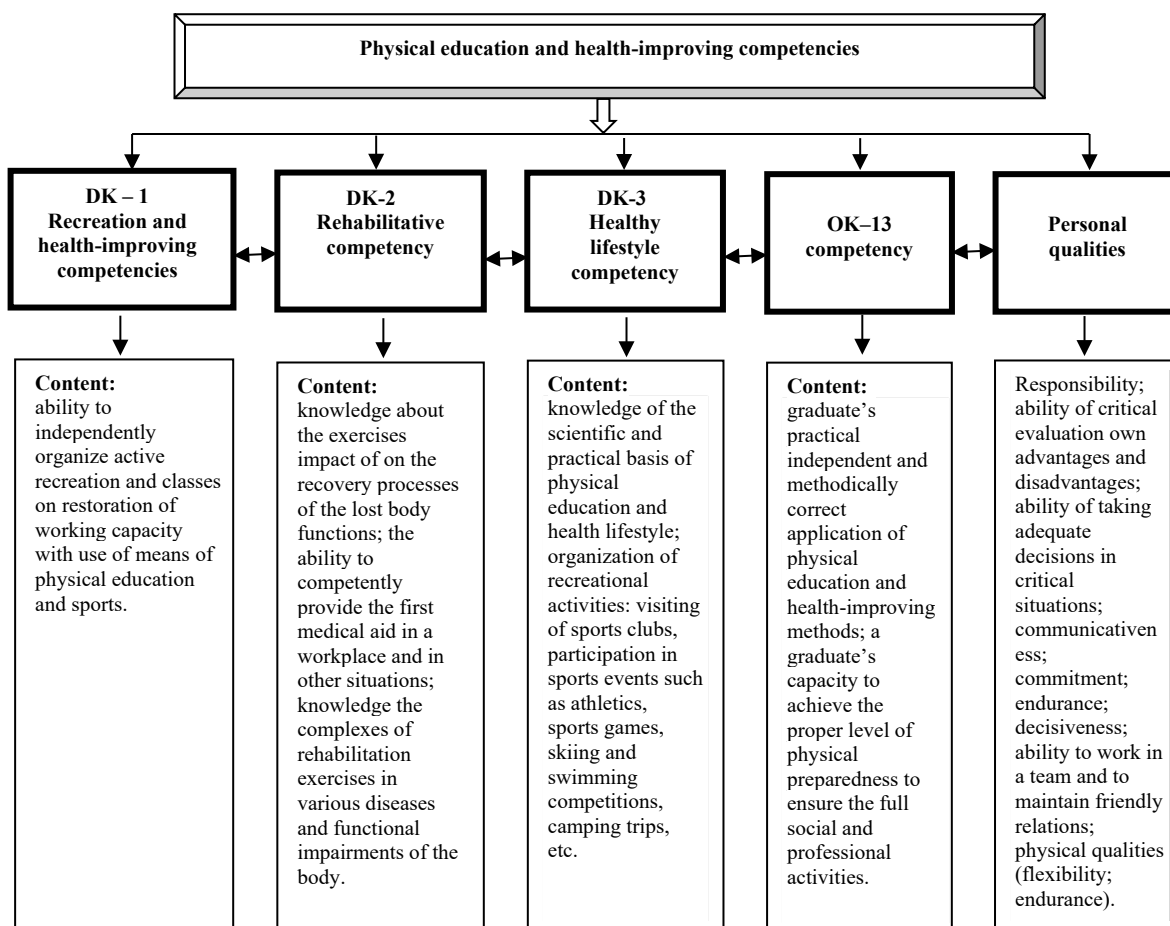 Physical education and health-improving competencies
DK – 1
Recreation and
health-improving
competencies
DK-2
Rehabilitative
competency
DK-3
Healthy
lifestyle
competency
OK–13
competency
Personal
qualities
Content:
ability to
independently
organize active
recreation and classes
on restoration of
working capacity
with use of means of
physical education
and sports.
Content:
knowledge about
the exercises
impact of on the
recovery processes
of the lost body
functions; the
ability to
competently
provide the first
medical aid in a
workplace and in
other situations;
knowledge the
complexes of
rehabilitation
exercises in
various diseases
and functional
impairments of the
body.
Content:
knowledge of the
scientific and
practical basis of
physical
education and
health lifestyle;
organization of
recreational
activities: visiting
of sports clubs,
participation in
sports events such
as athletics,
sports games,
skiing and
swimming
competitions,
camping trips,
etc.
Content:
graduate’s
practical
independent and
methodically
correct
application of
physical
education and
health-improving
methods; a
graduate’s
capacity to
achieve the
proper level of
physical
preparedness to
ensure the full
social and
professional
activities.
Responsibility;
ability of critical
evaluation own
advantages and
disadvantages;
ability of taking
adequate
decisions in
critical
situations;
communicativen
ess;
commitment;
endurance;
decisiveness;
ability to work in
a team and to
maintain friendly
relations;
physical qualities
(flexibility;
endurance).